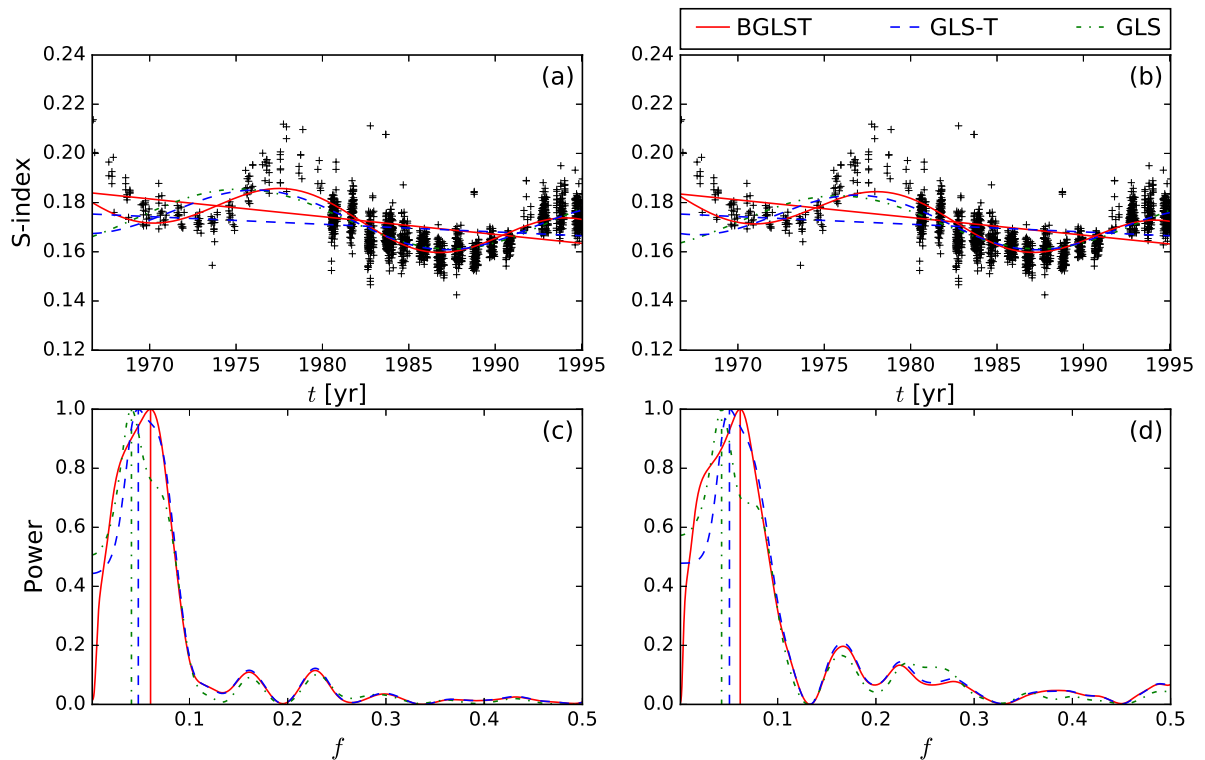 BGLST GLS-T GLS
(a) (b)
0.24 0.24
0.22 0.22
0.20 0.20
0.18 0.18
0.16 0.16
0.14 0.14
0.12 0.12
S-index
1970 1975 1980 1985 1990 1995 1970 1975 1980 1985 1990 1995
t [yr] t [yr]
(c) (d)
1.0 1.0
0.8 0.8
0.6 0.6
0.4 0.4
0.2 0.2
0.0 0.0
Power
0.1 0.2 0.3 0.4 0.5 0.1 0.2 0.3 0.4 0.5
f f